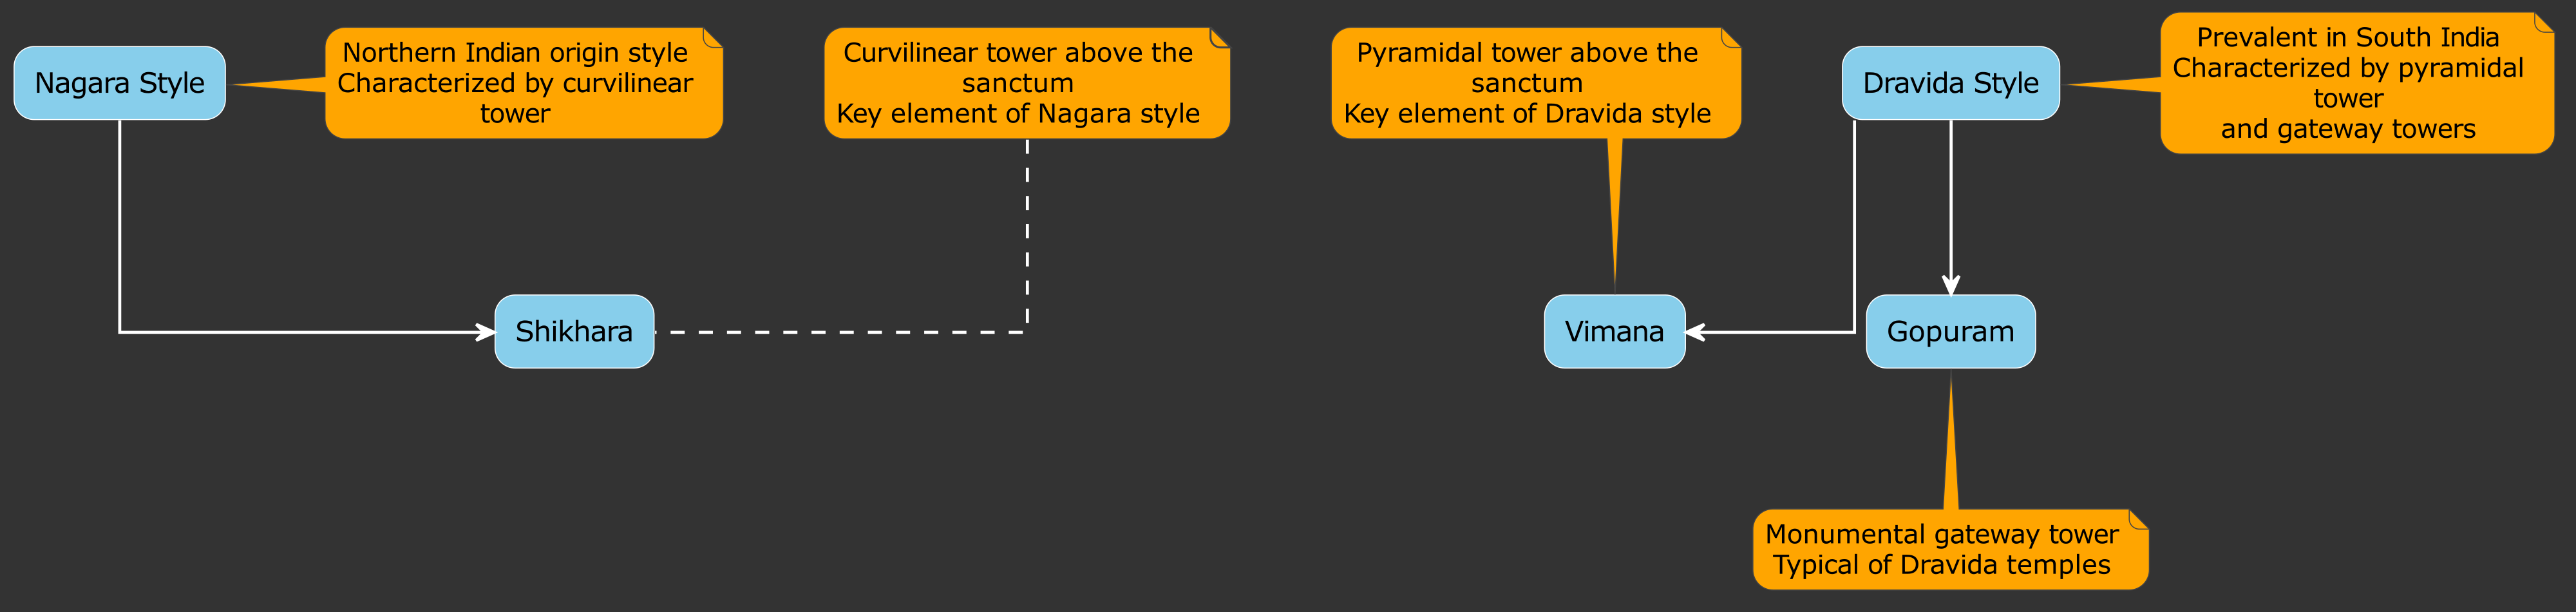 Nagara Style
Northern Indian origin style
Characterized by curvilinear
tower
Curvilinear tower above the
sanctum
Key element of Nagara style
Pyramidal tower above the
sanctum
Key element of Dravida style
Dravida Style
Prevalent in South India
Characterized by pyramidal
tower
and gateway towers
Shikhara
Vimana
Gopuram
Monumental gateway tower
Typical of Dravida temples